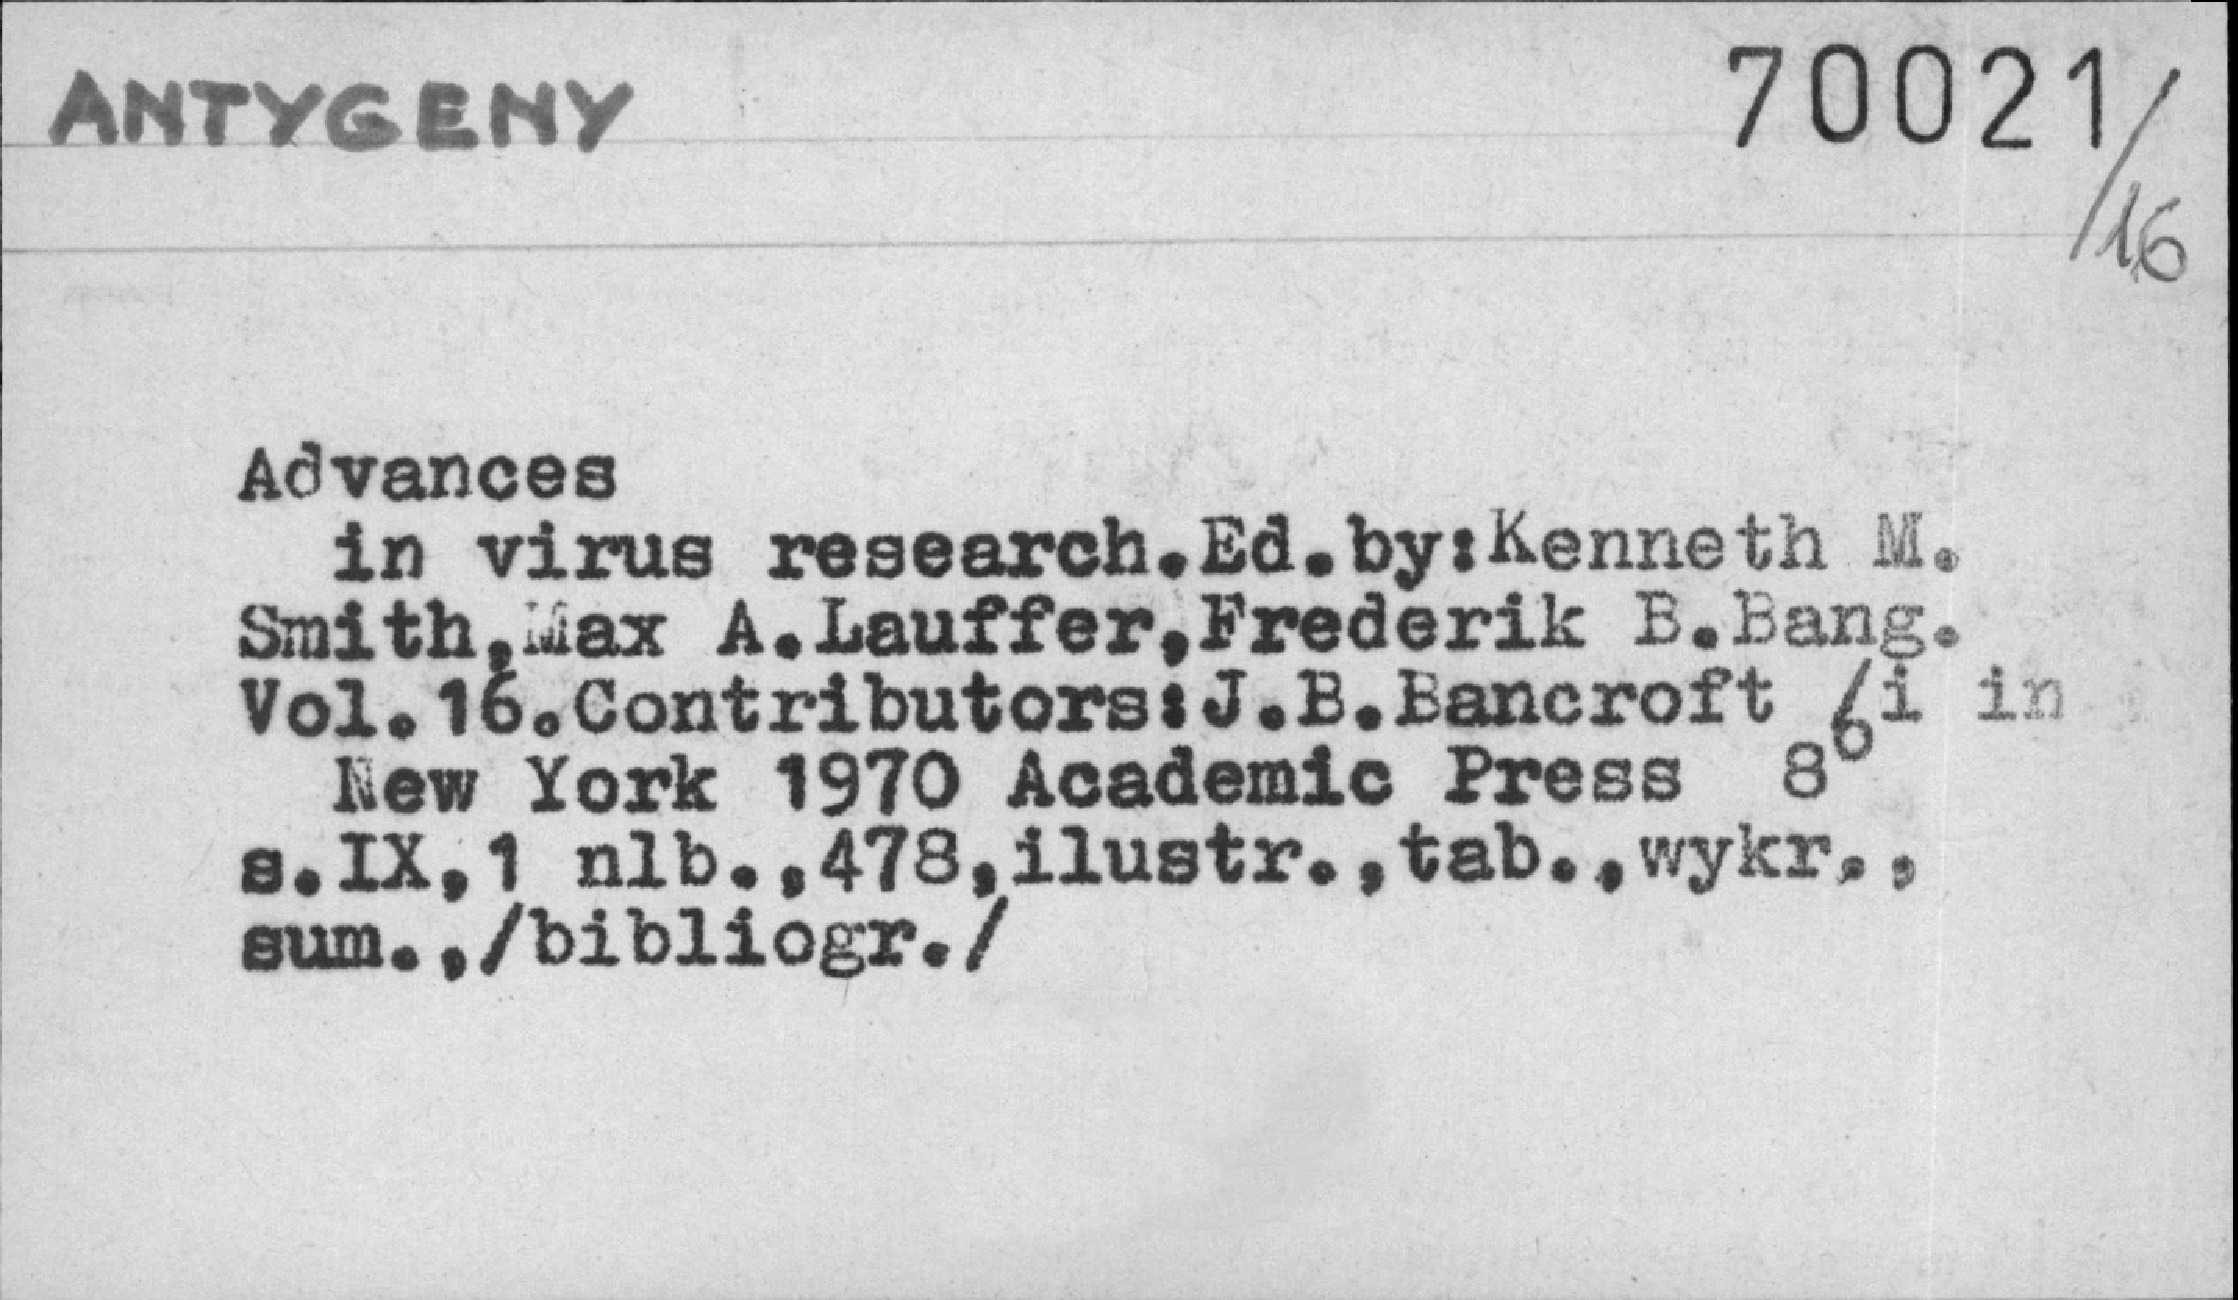 ANTYGENY
70021/16
Advances
in virus research.Ed.by:Kenneth M.
Smith,Max A.Lauffer,Frederik B.Bang.
Vol.16.Contributors:J.B.Bancroft /i in
New York 1970 Academic Press 8o
s.IX,1 nlb.,478,ilustr.,tab.,wykr.,
sum.,/bibliogr./